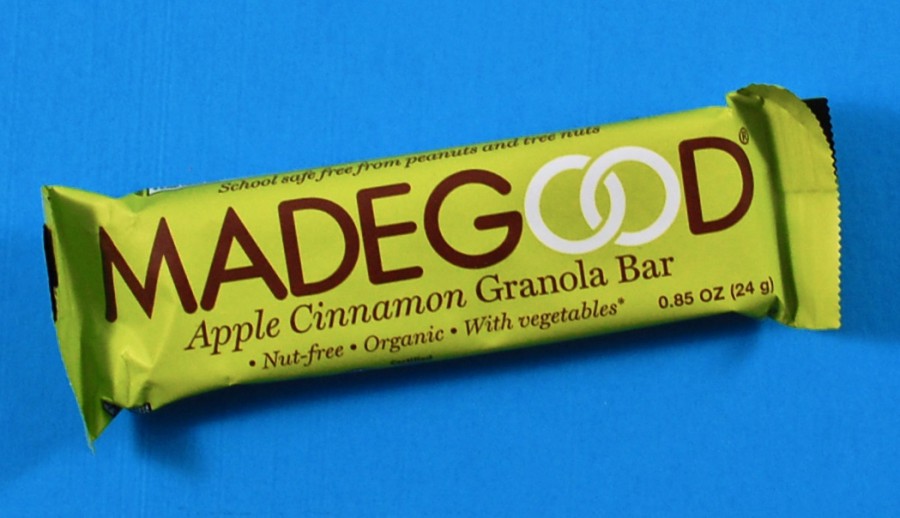 School safe free from peanuts and tree nuts
MADEGOOD®
Apple Cinnamon Granola Bar
• Nut-free • Organic • With vegetables*
0.85 OZ (24 g)
Certified